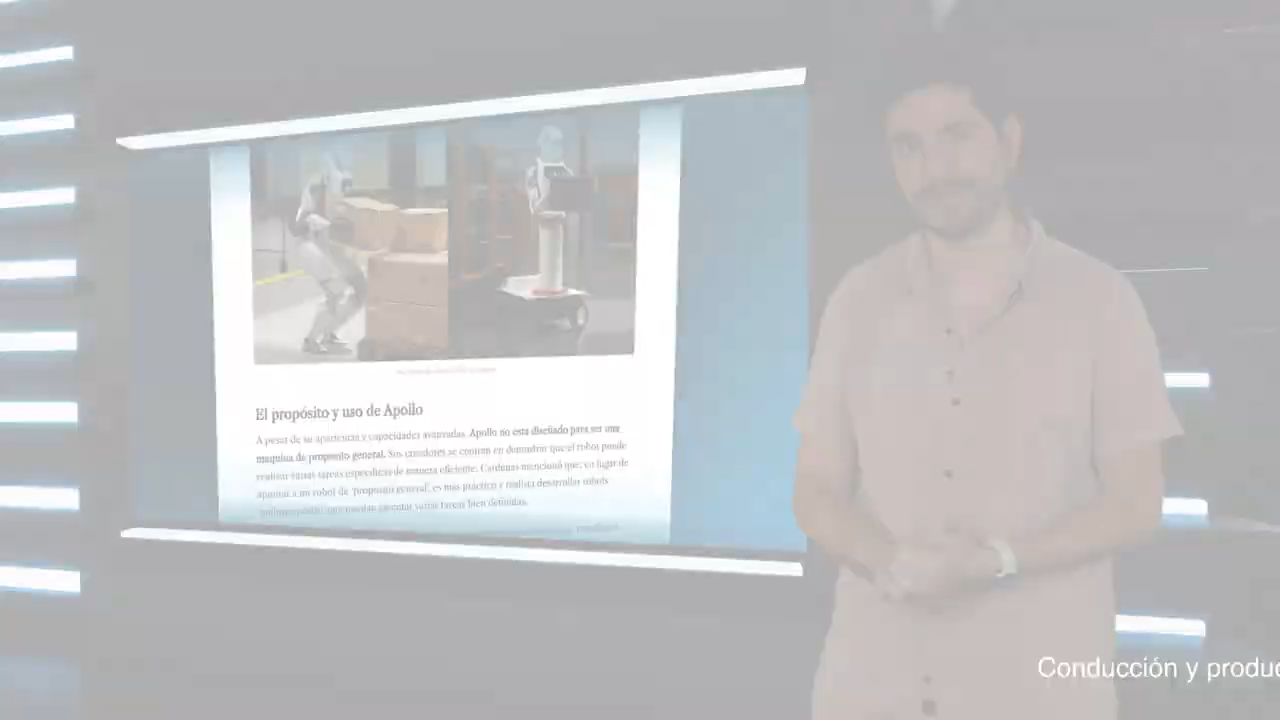 El propósito y uso de Apollo
A pesar de su apariencia y capacidades avanzadas, Apollo no está diseñado para ser una
máquina de propósito general. Sus creadores se centran en demostrar que el robot puede
realizar varias tareas específicas de manera eficiente. Cárdenas mencionó que, en lugar de
apuntar a un robot de 'propósito general', es más práctico y realista desarrollar robots
que puedan ejecutar varias tareas bien definidas.
Conducción y produc